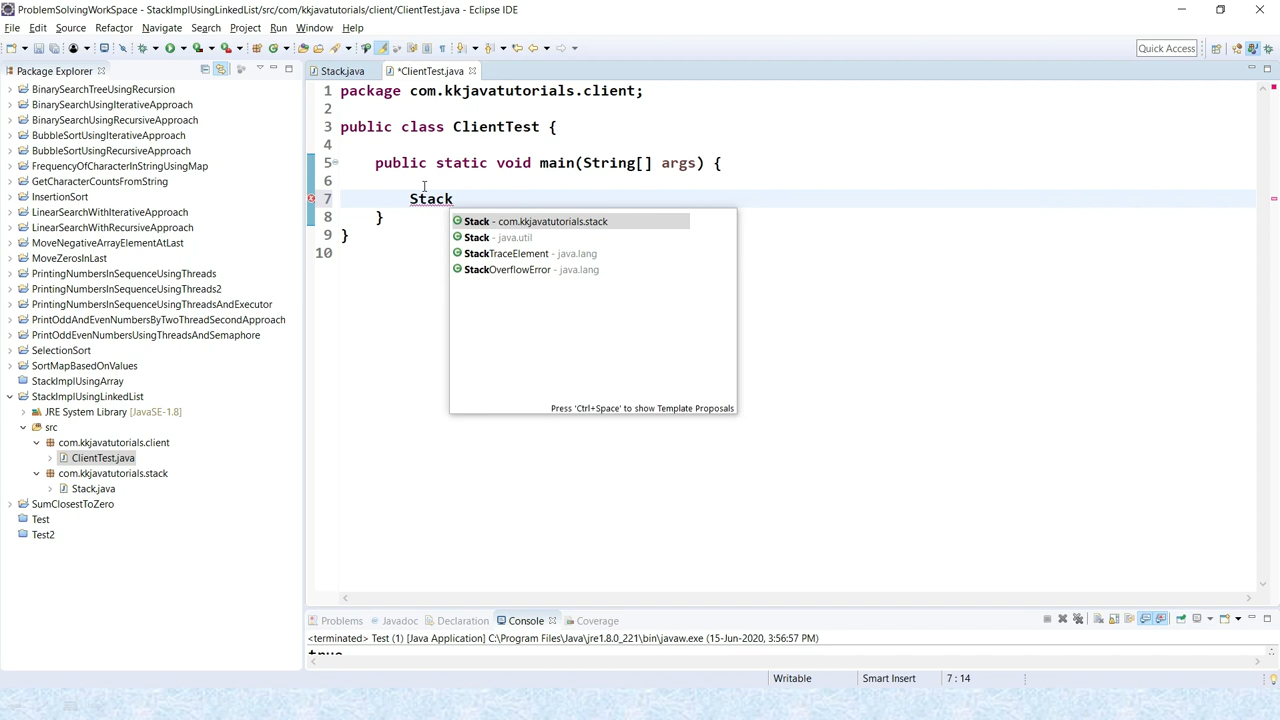 ProblemSolvingWorkSpace - StackImplUsingLinkedList/src/com/kkjavatutorials/client/ClientTest.java - Eclipse IDE
File Edit Source Refactor Navigate Search Project Run Window Help
Quick Access
Package Explorer
Stack.java
*ClientTest.java
BinarySearchTreeUsingRecursion
BinarySearchUsingIterativeApproach
BinarySearchUsingRecursiveApproach
BubbleSortUsingIterativeApproach
BubbleSortUsingRecursiveApproach
FrequencyOfCharacterInStringUsingMap
GetCharacterCountsFromString
InsertionSort
LinearSearchWithIterativeApproach
LinearSearchWithRecursiveApproach
MoveNegativeArrayElementAtLast
MoveZerosInLast
PrintingNumbersInSequenceUsingThreads
PrintingNumbersInSequenceUsingThreads2
PrintingNumbersInSequenceUsingThreadsAndExecutor
PrintOddAndEvenNumbersByTwoThreadSecondApproach
PrintOddEvenNumbersUsingThreadsAndSemaphore
SelectionSort
SortMapBasedOnValues
StackImplUsingArray
StackImplUsingLinkedList
JRE System Library [JavaSE-1.8]
src
com.kkjavatutorials.client
ClientTest.java
com.kkjavatutorials.stack
Stack.java
SumClosestToZero
Test
Test2
1 package com.kkjavatutorials.client;
2
3 public class ClientTest {
4
5 public static void main(String[] args) {
6
7 Stack
8 }
9 }
10
Stack - com.kkjavatutorials.stack
Stack - java.util
StackTraceElement - java.lang
StackOverflowError - java.lang
Press 'Ctrl+Space' to show Template Proposals
Problems Javadoc Declaration Console Coverage
<terminated> Test (1) [Java Application] C:\Program Files\Java\jre1.8.0_221\bin\javaw.exe (15-Jun-2020, 3:56:57 PM)
true
Writable Smart Insert 7 : 14